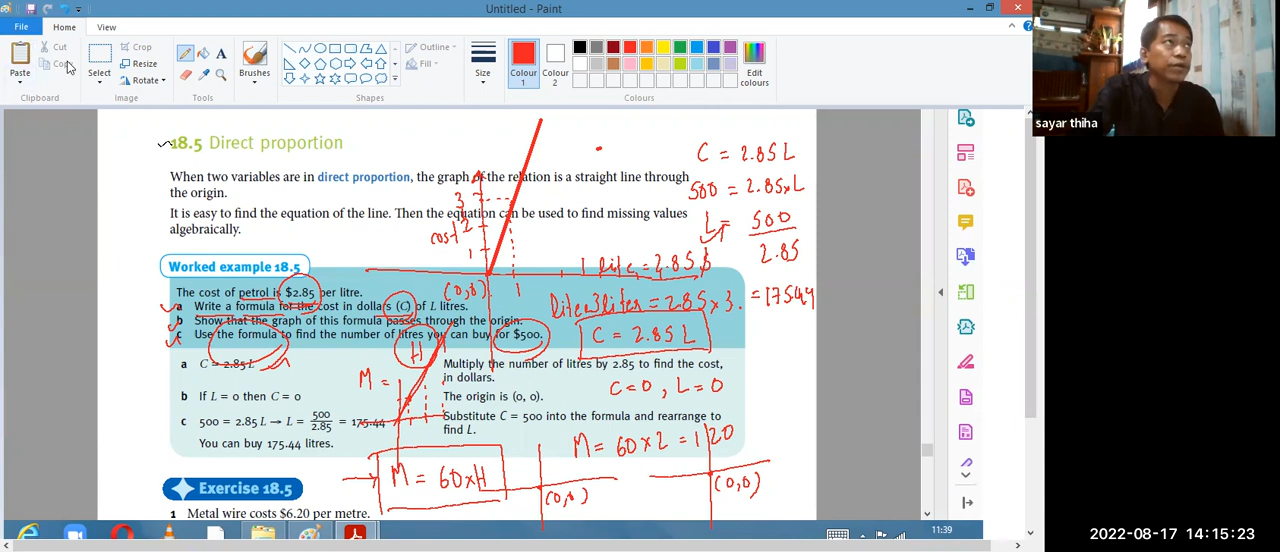 Untitled - Paint
File
Home
View
Paste
Cut
Copy
Clipboard
Select
Crop
Resize
Rotate
Image
Tools
Brushes
Shapes
Outline
Fill
Size
Colour 1
Colour 2
Edit colours
Colours
sayar thiha
18.5 Direct proportion
When two variables are in direct proportion, the graph of the relation is a straight line through
the origin.
It is easy to find the equation of the line. Then the equation can be used to find missing values
algebraically.
3
2
1
cost
(0,0)
1
C = 2.85 L
500 = 2.85 x L
L = 500 / 2.85
= 175.44
1 litre = 2.85 $
3 liter = 2.85 x 3.
C = 2.85 L
C = 0 , L = 0
Worked example 18.5
The cost of petrol is $2.85 per litre.
a Write a formula for the cost in dollars (C) of L litres.
b Show that the graph of this formula passes through the origin.
c Use the formula to find the number of litres you can buy for $500.
H
M =
a C = 2.85L
Multiply the number of litres by 2.85 to find the cost,
in dollars.
b If L = 0 then C = 0
The origin is (0, 0).
c 500 = 2.85L → L = 500/2.85 = 175.44
Substitute C = 500 into the formula and rearrange to
find L.
You can buy 175.44 litres.
M = 60 x 2 = 120
M = 60 x H
(0,0)
(0,0)
Exercise 18.5
1 Metal wire costs $6.20 per metre.
11:39
2022-08-17 14:15:23